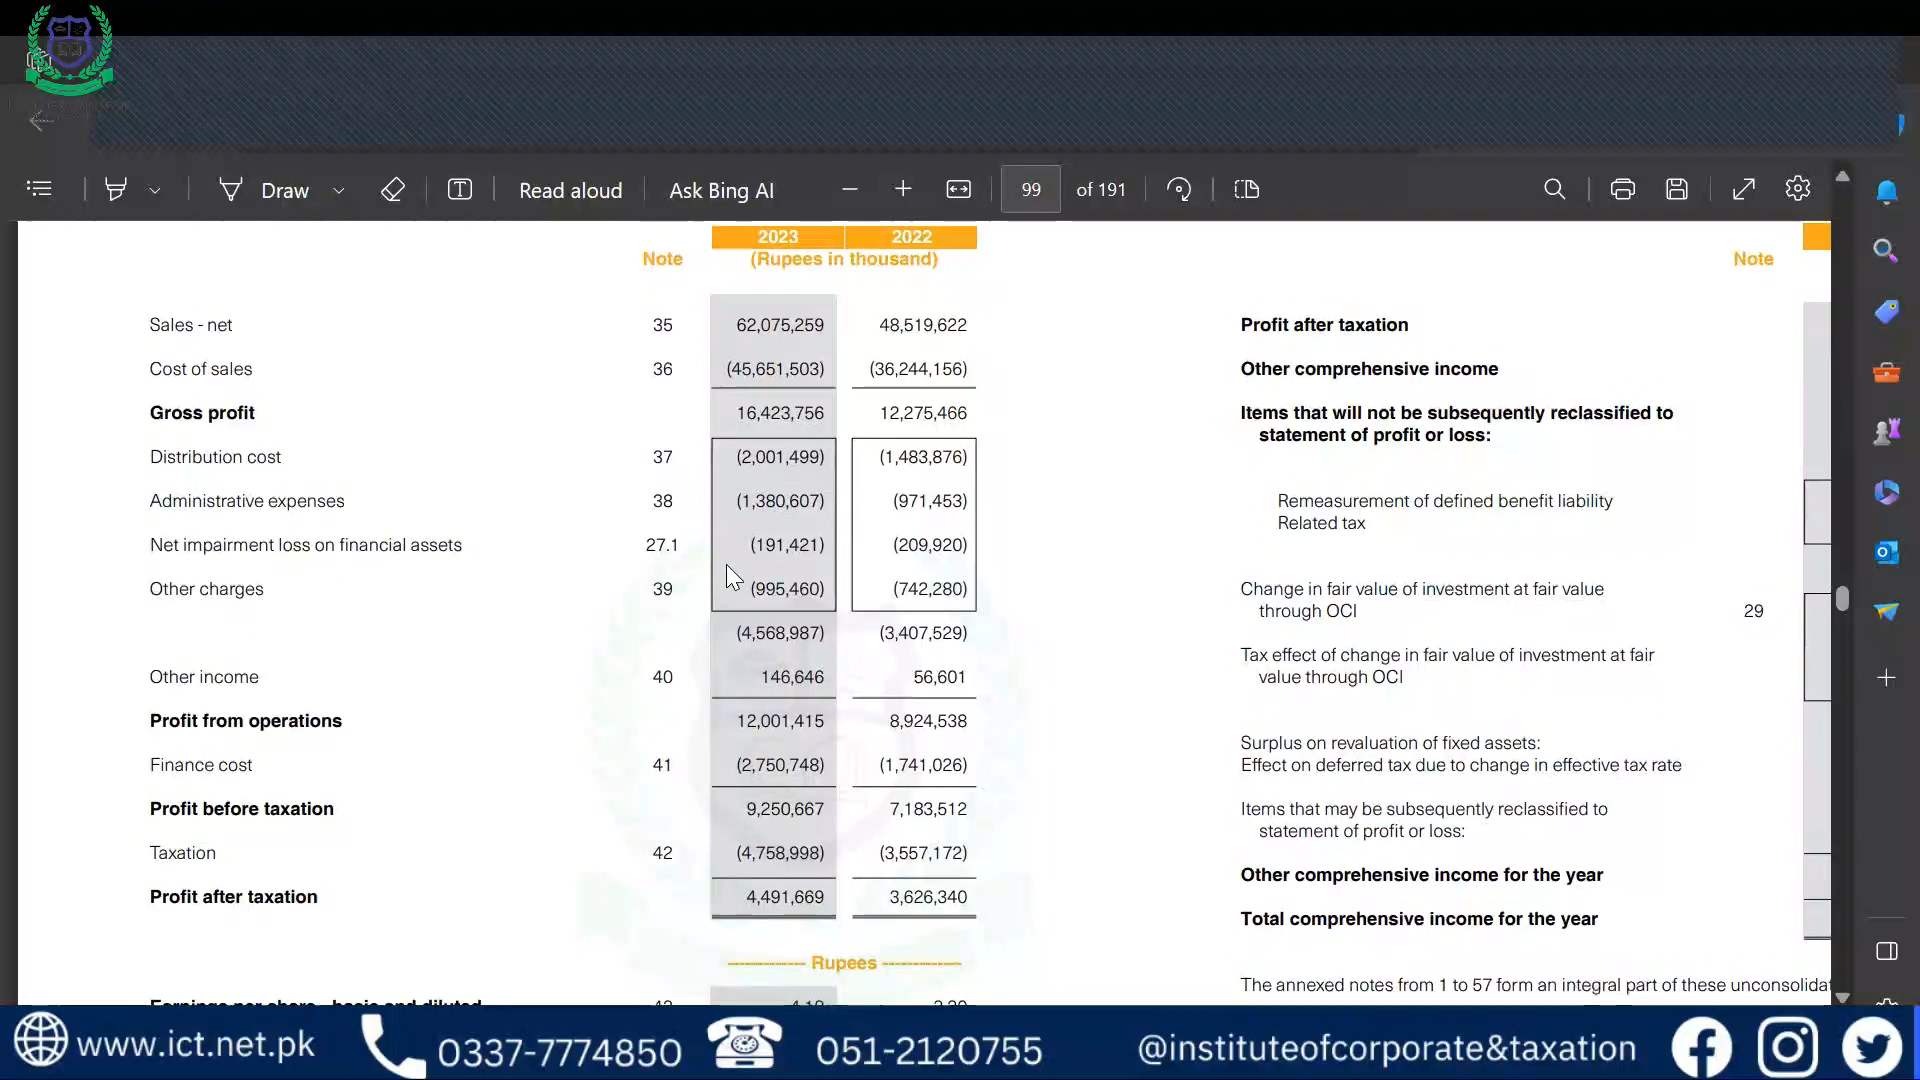 Draw
Read aloud
Ask Bing AI
99 of 191
2023 2022
Note (Rupees in thousand)
Sales - net 35 62,075,259 48,519,622
Cost of sales 36 (45,651,503) (36,244,156)
Gross profit 16,423,756 12,275,466
Distribution cost 37 (2,001,499) (1,483,876)
Administrative expenses 38 (1,380,607) (971,453)
Net impairment loss on financial assets 27.1 (191,421) (209,920)
Other charges 39 (995,460) (742,280)
(4,568,987) (3,407,529)
Other income 40 146,646 56,601
Profit from operations 12,001,415 8,924,538
Finance cost 41 (2,750,748) (1,741,026)
Profit before taxation 9,250,667 7,183,512
Taxation 42 (4,758,998) (3,557,172)
Profit after taxation 4,491,669 3,626,340
Rupees
Note
Profit after taxation
Other comprehensive income
Items that will not be subsequently reclassified to
statement of profit or loss:
Remeasurement of defined benefit liability
Related tax
Change in fair value of investment at fair value
through OCI 29
Tax effect of change in fair value of investment at fair
value through OCI
Surplus on revaluation of fixed assets:
Effect on deferred tax due to change in effective tax rate
Items that may be subsequently reclassified to
statement of profit or loss:
Other comprehensive income for the year
Total comprehensive income for the year
The annexed notes from 1 to 57 form an integral part of these
www.ict.net.pk 0337-7774850 051-2120755 @instituteofcorporate&taxation